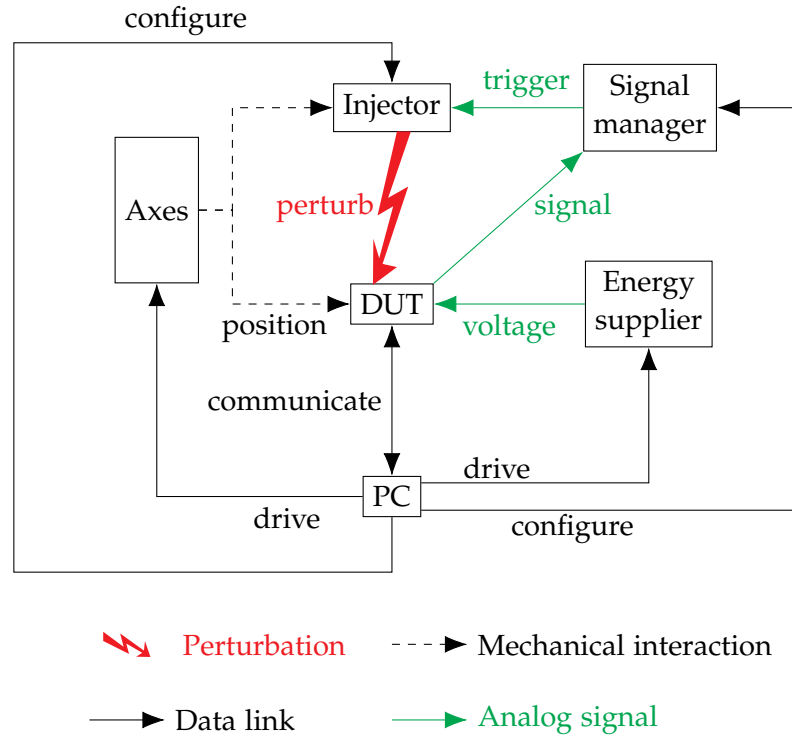 configure
trigger
Injector
Signal
manager
Axes
perturb
signal
DUT
Energy
supplier
position
voltage
communicate
drive
PC
drive
configure
Perturbation
Mechanical interaction
Data link
Analog signal